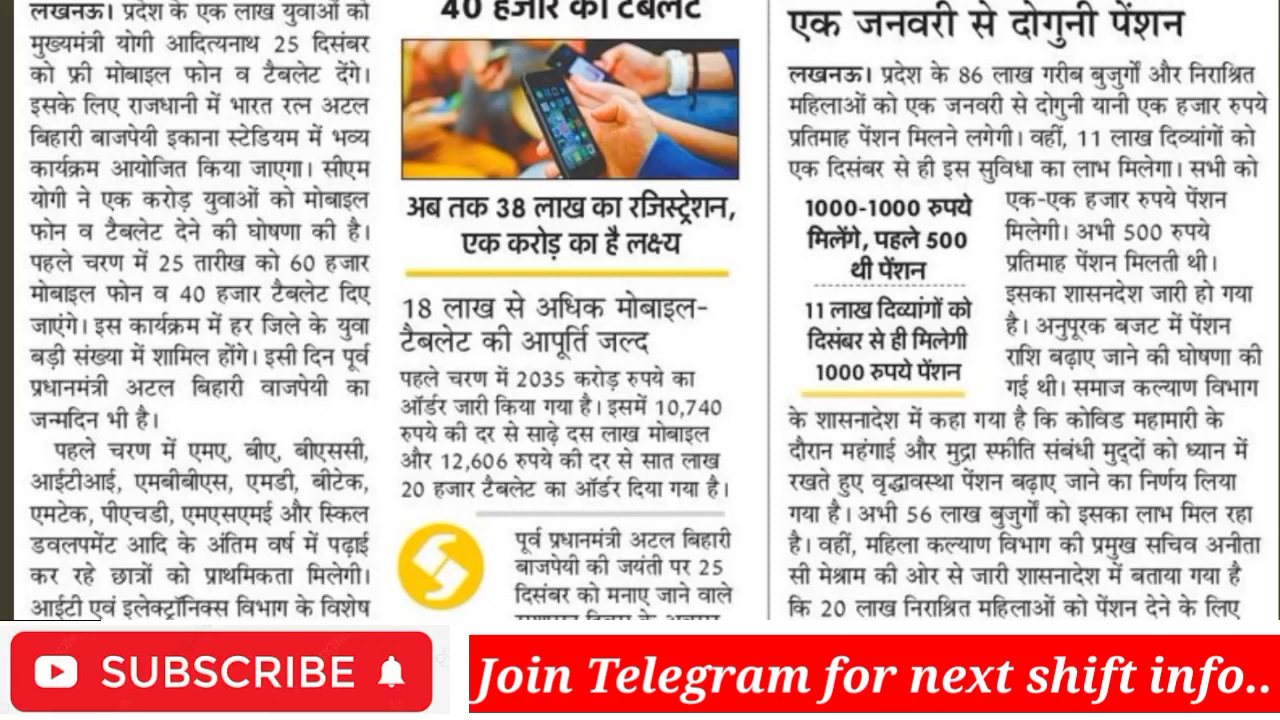 लखनऊ। प्रदेश के एक लाख युवाओं को
मुख्यमंत्री योगी आदित्यनाथ 25 दिसंबर
को फ्री मोबाइल फोन व टैबलेट देंगे।
इसके लिए राजधानी में भारत रत्न अटल
बिहारी बाजपेयी इकाना स्टेडियम में भव्य
कार्यक्रम आयोजित किया जाएगा। सीएम
योगी ने एक करोड़ युवाओं को मोबाइल
फोन व टैबलेट देने की घोषणा की है।
पहले चरण में 25 तारीख को 60 हजार
मोबाइल फोन व 40 हजार टैबलेट दिए
जाएंगे। इस कार्यक्रम में हर जिले के युवा
बड़ी संख्या में शामिल होंगे। इसी दिन पूर्व
प्रधानमंत्री अटल बिहारी वाजपेयी का
जन्मदिन भी है।
पहले चरण में एमए, बीए, बीएससी,
आईटीआई, एमबीबीएस, एमडी, बीटेक,
एमटेक, पीएचडी, एमएसएमई और स्किल
डवलपमेंट आदि के अंतिम वर्ष में पढ़ाई
कर रहे छात्रों को प्राथमिकता मिलेगी।
आईटी एवं इलेक्ट्रॉनिक्स विभाग के विशेष
40 हजार को टैबलेट
अब तक 38 लाख का रजिस्ट्रेशन,
एक करोड़ का है लक्ष्य
18 लाख से अधिक मोबाइल-
टैबलेट की आपूर्ति जल्द
पहले चरण में 2035 करोड़ रुपये का
ऑर्डर जारी किया गया है। इसमें 10,740
रुपये की दर से साढ़े दस लाख मोबाइल
और 12,606 रुपये की दर से सात लाख
20 हजार टैबलेट का ऑर्डर दिया गया है।
पूर्व प्रधानमंत्री अटल बिहारी
बाजपेयी की जयंती पर 25
दिसंबर को मनाए जाने वाले
एक जनवरी से दोगुनी पेंशन
लखनऊ। प्रदेश के 86 लाख गरीब बुजुर्गों और निराश्रित
महिलाओं को एक जनवरी से दोगुनी यानी एक हजार रुपये
प्रतिमाह पेंशन मिलने लगेगी। वहीं, 11 लाख दिव्यांगों को
एक दिसंबर से ही इस सुविधा का लाभ मिलेगा। सभी को
1000-1000 रुपये
मिलेंगे, पहले 500
थी पेंशन
11 लाख दिव्यांगों को
दिसंबर से ही मिलेगी
1000 रुपये पेंशन
एक-एक हजार रुपये पेंशन
मिलेगी। अभी 500 रुपये
प्रतिमाह पेंशन मिलती थी।
इसका शासनदेश जारी हो गया
है। अनुपूरक बजट में पेंशन
राशि बढ़ाए जाने की घोषणा की
गई थी। समाज कल्याण विभाग
के शासनादेश में कहा गया है कि कोविड महामारी के
दौरान महंगाई और मुद्रा स्फीति संबंधी मुद्दों को ध्यान में
रखते हुए वृद्धावस्था पेंशन बढ़ाए जाने का निर्णय लिया
गया है। अभी 56 लाख बुजुर्गों को इसका लाभ मिल रहा
है। वहीं, महिला कल्याण विभाग की प्रमुख सचिव अनीता
सी मेश्राम की ओर से जारी शासनादेश में बताया गया है
कि 20 लाख निराश्रित महिलाओं को पेंशन देने के लिए
SUBSCRIBE
Join Telegram for next shift info..